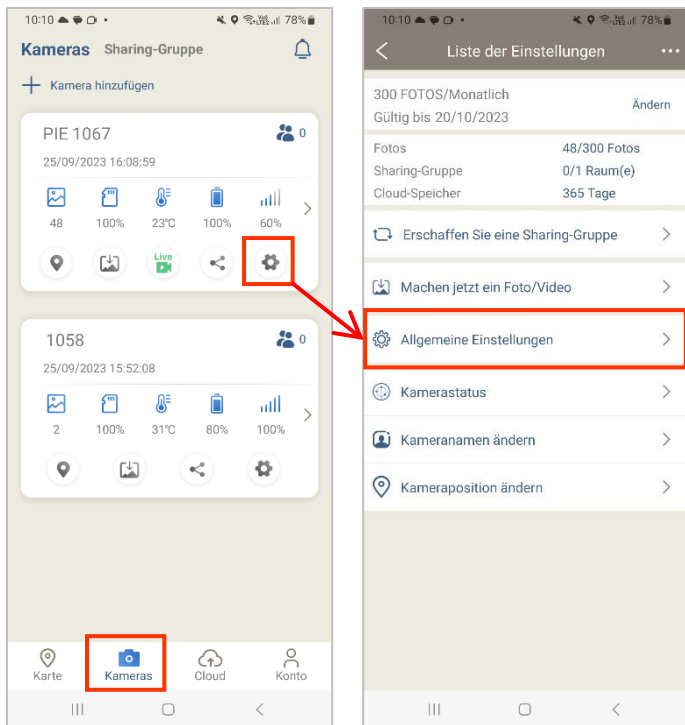 10:10
78%
Kameras Sharing-Gruppe
Kamera hinzufügen
PIE 1067
0
25/09/2023 16:08:59
48 100% 23℃ 100% 60%
Live
1058
0
25/09/2023 15:52:08
2 100% 31℃ 80% 100%
Karte Kameras Cloud Konto
10:10
78%
Liste der Einstellungen
300 FOTOS/Monatlich
Ändern
Gültig bis 20/10/2023
Fotos 48/300 Fotos
Sharing-Gruppe 0/1 Raum(e)
Cloud-Speicher 365 Tage
Erschaffen Sie eine Sharing-Gruppe
Machen jetzt ein Foto/Video
Allgemeine Einstellungen
Kamerastatus
Kameranamen ändern
Kameraposition ändern